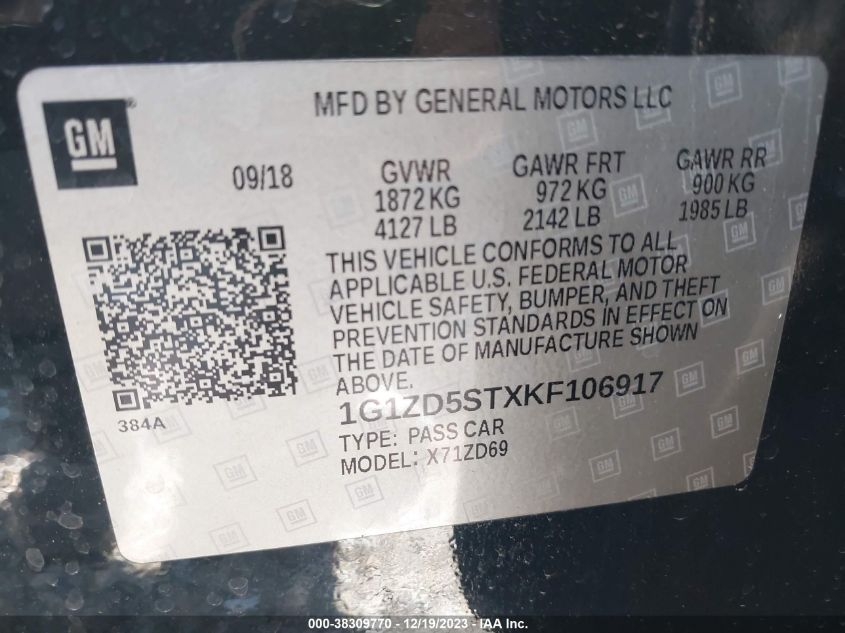 GM
MFD BY GENERAL MOTORS LLC
09/18
GVWR
1872 KG
4127 LB
GAWR FRT
972 KG
2142 LB
GAWR RR
900 KG
1985 LB
THIS VEHICLE CONFORMS TO ALL
APPLICABLE U.S. FEDERAL MOTOR
VEHICLE SAFETY, BUMPER, AND THEFT
PREVENTION STANDARDS IN EFFECT ON
THE DATE OF MANUFACTURE SHOWN
ABOVE.
384A
1G1ZD5STXKF106917
TYPE: PASS CAR
MODEL: X71ZD69
000-38309770 - 12/19/2023 - IAA Inc.